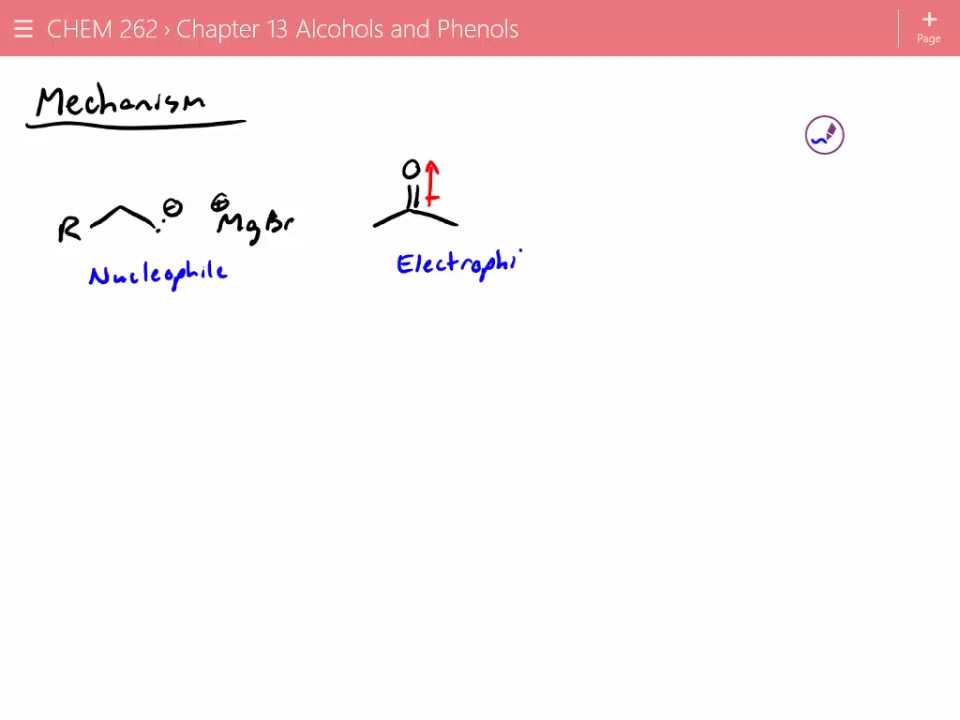 CHEM 262 › Chapter 13 Alcohols and Phenols
+
Page
Mechanism
O
R ⊖ ⊕MgBr
Nucleophile Electrophi